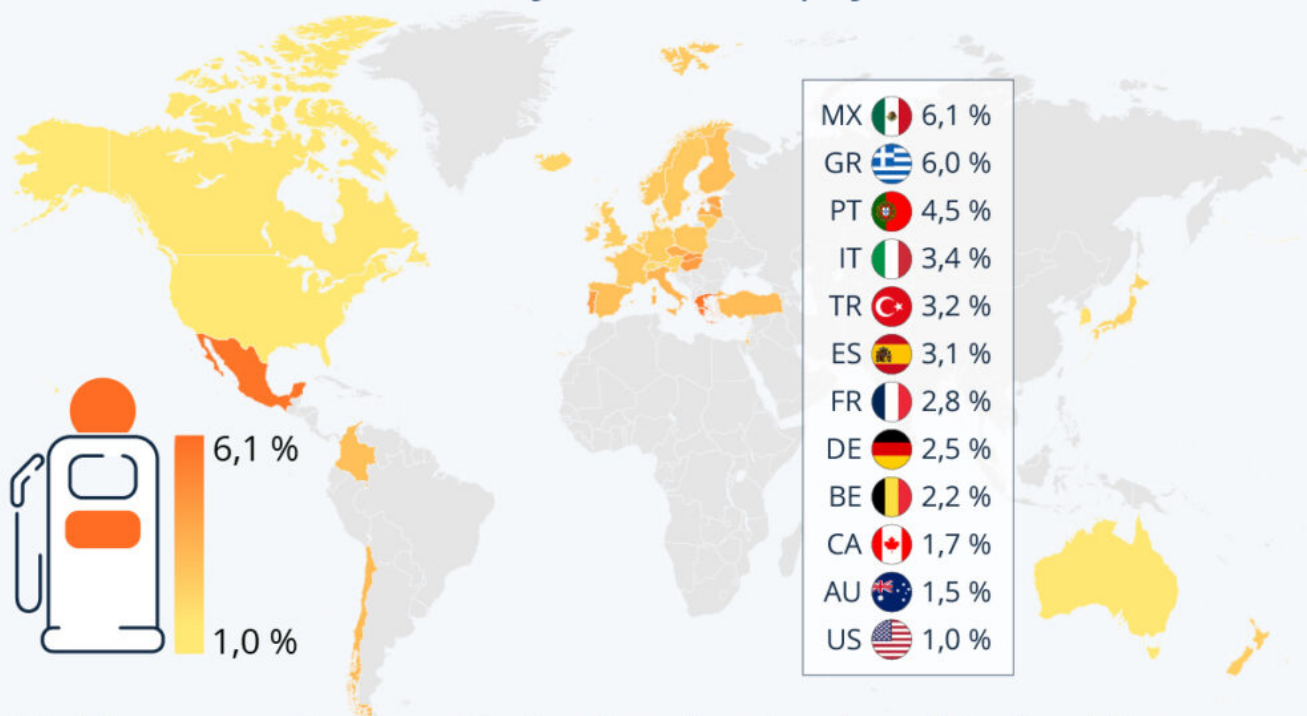 MX 6,1 %
GR 6,0 %
PT 4,5 %
IT 3,4 %
TR 3,2 %
ES 3,1 %
FR 2,8 %
DE 2,5 %
BE 2,2 %
CA 1,7 %
AU 1,5 %
US 1,0 %
6,1 %
1,0 %